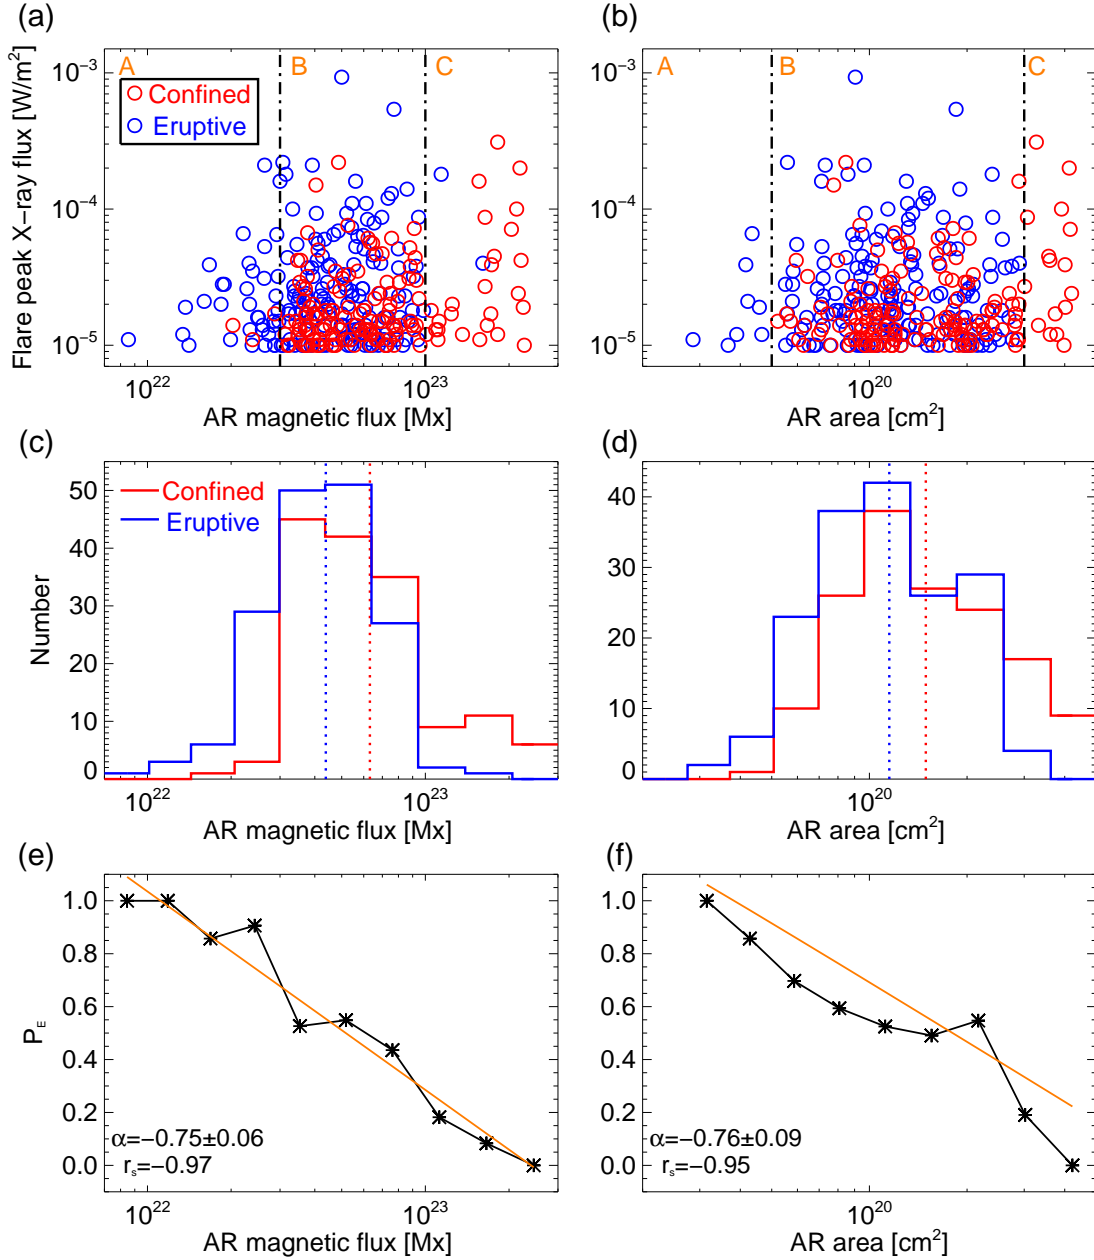 (a)
(b)
A
B
C
A
B
C
Confined
Eruptive
Flare peak X−ray flux [W/m²]
10⁻³
10⁻⁴
10⁻⁵
10⁻³
10⁻⁴
10⁻⁵
10²²
10²³
10²⁰
AR magnetic flux [Mx]
AR area [cm²]
(c)
(d)
Confined
Eruptive
Number
50
40
30
20
10
0
40
30
20
10
0
10²²
10²³
10²⁰
AR magnetic flux [Mx]
AR area [cm²]
(e)
(f)
P_E
1.0
0.8
0.6
0.4
0.2
0.0
1.0
0.8
0.6
0.4
0.2
0.0
α=−0.75±0.06
r_s=−0.97
α=−0.76±0.09
r_s=−0.95
10²²
10²³
10²⁰
AR magnetic flux [Mx]
AR area [cm²]